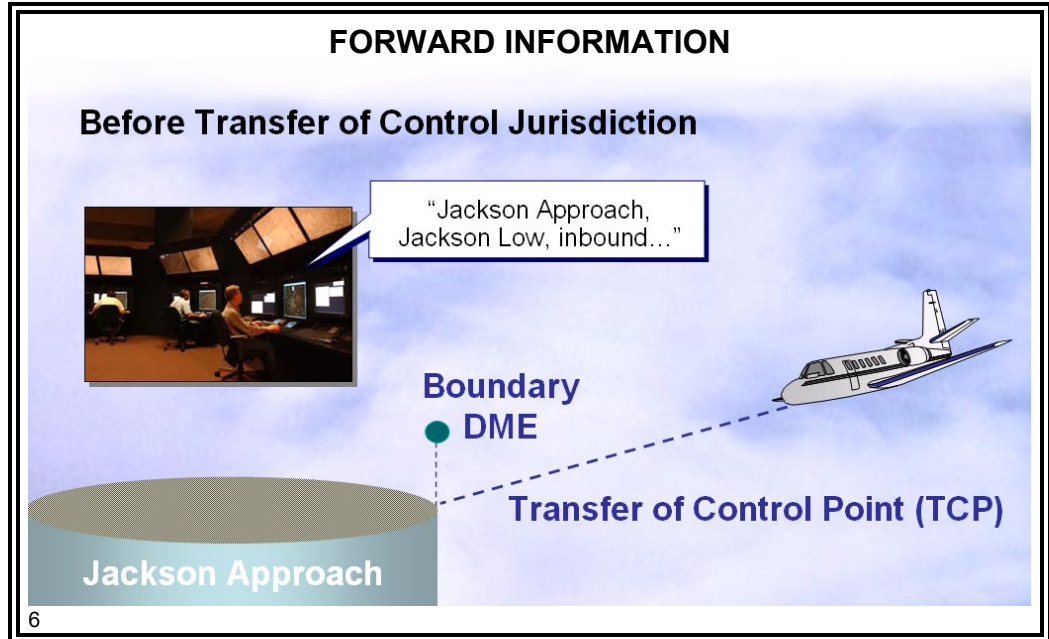 FORWARD INFORMATION
Before Transfer of Control Jurisdiction
“Jackson Approach,
Jackson Low, inbound…”
Boundary
DME
Transfer of Control Point (TCP)
Jackson Approach
6